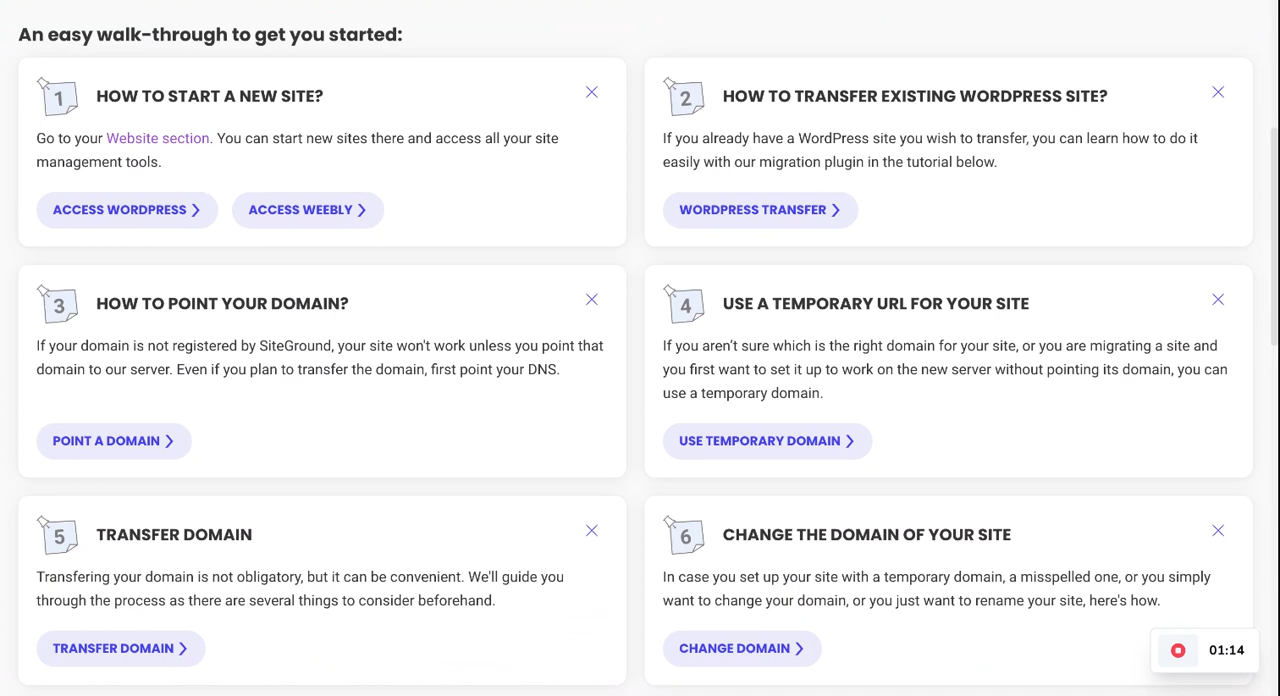 An easy walk-through to get you started:
1 HOW TO START A NEW SITE?
Go to your Website section. You can start new sites there and access all your site
management tools.
ACCESS WORDPRESS ACCESS WEEBLY
2 HOW TO TRANSFER EXISTING WORDPRESS SITE?
If you already have a WordPress site you wish to transfer, you can learn how to do it
easily with our migration plugin in the tutorial below.
WORDPRESS TRANSFER
3 HOW TO POINT YOUR DOMAIN?
If your domain is not registered by SiteGround, your site won't work unless you point that
domain to our server. Even if you plan to transfer the domain, first point your DNS.
POINT A DOMAIN
4 USE A TEMPORARY URL FOR YOUR SITE
If you aren’t sure which is the right domain for your site, or you are migrating a site and
you first want to set it up to work on the new server without pointing its domain, you can
use a temporary domain.
USE TEMPORARY DOMAIN
5 TRANSFER DOMAIN
Transfering your domain is not obligatory, but it can be convenient. We'll guide you
through the process as there are several things to consider beforehand.
TRANSFER DOMAIN
6 CHANGE THE DOMAIN OF YOUR SITE
In case you set up your site with a temporary domain, a misspelled one, or you simply
want to change your domain, or you just want to rename your site, here's how.
CHANGE DOMAIN
01:14